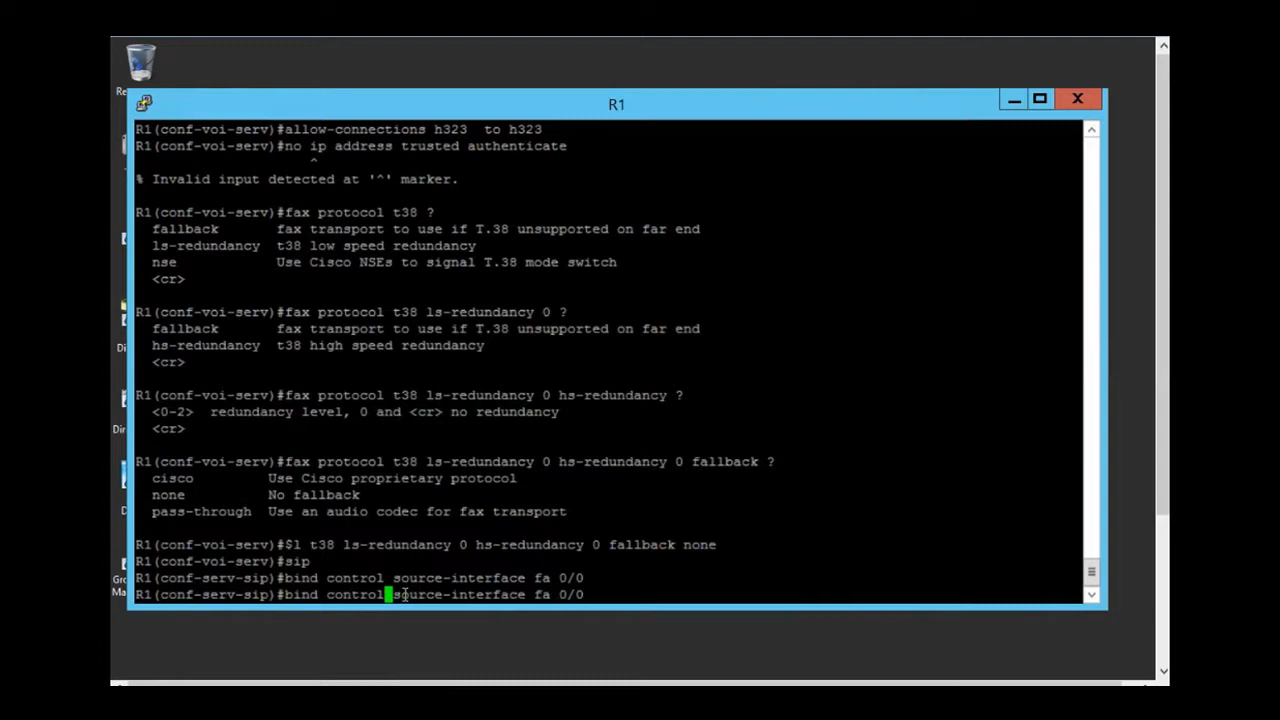 Re
R1
R1(conf-voi-serv)#allow-connections h323  to h323
R1(conf-voi-serv)#no ip address trusted authenticate
^
% Invalid input detected at '^' marker.
R1(conf-voi-serv)#fax protocol t38 ?
fallback       fax transport to use if T.38 unsupported on far end
ls-redundancy  t38 low speed redundancy
nse            Use Cisco NSEs to signal T.38 mode switch
<cr>
R1(conf-voi-serv)#fax protocol t38 ls-redundancy 0 ?
fallback       fax transport to use if T.38 unsupported on far end
Di
hs-redundancy  t38 high speed redundancy
<cr>
R1(conf-voi-serv)#fax protocol t38 ls-redundancy 0 hs-redundancy ?
<0-2>  redundancy level, 0 and <cr> no redundancy
Dir
<cr>
R1(conf-voi-serv)#fax protocol t38 ls-redundancy 0 hs-redundancy 0 fallback ?
cisco         Use Cisco proprietary protocol
none          No fallback
D
pass-through  Use an audio codec for fax transport
R1(conf-voi-serv)#$l t38 ls-redundancy 0 hs-redundancy 0 fallback none
R1(conf-voi-serv)#sip
Gro
R1(conf-serv-sip)#bind control source-interface fa 0/0
Ma
R1(conf-serv-sip)#bind control source-interface fa 0/0